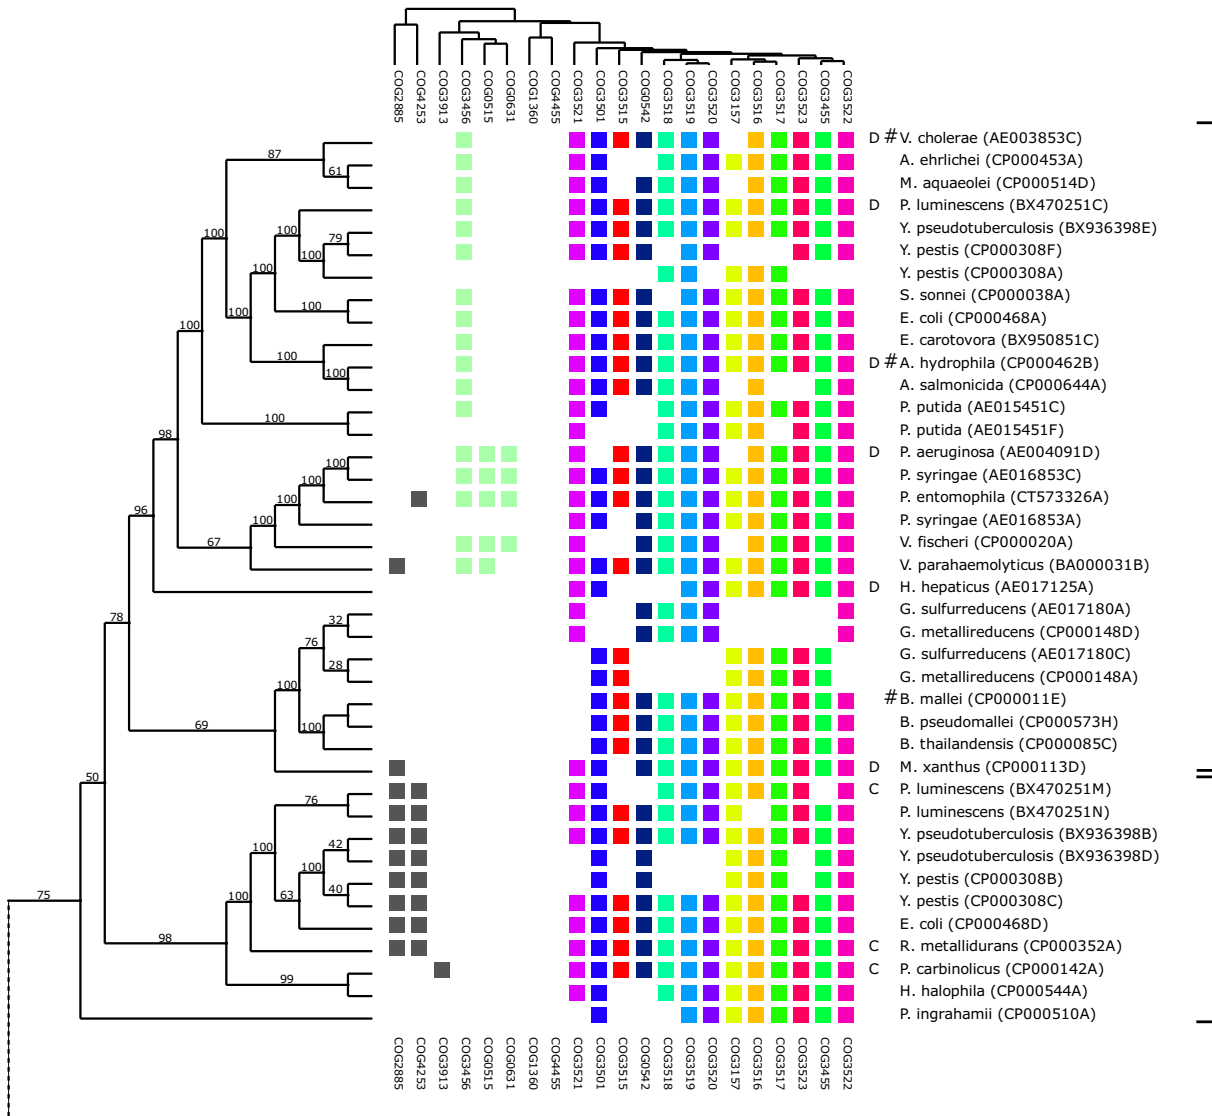 COG2885 COG4253 COG3913 COG3456 COG0515 COG0631 COG1360 COG4455 COG3521 COG3501 COG3515 COG0542 COG3518 COG3519 COG3520 COG3157 COG3516 COG3517 COG3523 COG3455 COG3522
D # V. cholerae (AE003853C)
87
A. ehrlichei (CP000453A)
61
M. aquaeolei (CP000514D)
D P. luminescens (BX470251C)
100
Y. pseudotuberculosis (BX936398E)
100 79
Y. pestis (CP000308F)
100
100
Y. pestis (CP000308A)
S. sonnei (CP000038A)
100
E. coli (CP000468A)
100 100
E. carotovora (BX950851C)
100
D # A. hydrophila (CP000462B)
100
A. salmonicida (CP000644A)
P. putida (AE015451C)
100
P. putida (AE015451F)
98
D P. aeruginosa (AE004091D)
100
P. syringae (AE016853C)
100
P. entomophila (CT573326A)
100
96
P. syringae (AE016853A)
100
V. fischeri (CP000020A)
67
V. parahaemolyticus (BA000031B)
D H. hepaticus (AE017125A)
G. sulfurreducens (AE017180A)
78 32
G. metallireducens (CP000148D)
76
G. sulfurreducens (AE017180C)
28
G. metallireducens (CP000148A)
100
# B. mallei (CP000011E)
B. pseudomallei (CP000573H)
69 100
B. thailandensis (CP000085C)
D M. xanthus (CP000113D)
50
C P. luminescens (BX470251M)
76
P. luminescens (BX470251N)
Y. pseudotuberculosis (BX936398B)
100 42
Y. pseudotuberculosis (BX936398D)
100
Y. pestis (CP000308B)
75 100 63 40
Y. pestis (CP000308C)
E. coli (CP000468D)
98
C R. metallidurans (CP000352A)
C P. carbinolicus (CP000142A)
99
H. halophila (CP000544A)
P. ingrahamii (CP000510A)
COG2885 COG4253 COG3913 COG3456 COG0515 COG0631 COG1360 COG4455 COG3521 COG3501 COG3515 COG0542 COG3518 COG3519 COG3520 COG3157 COG3516 COG3517 COG3523 COG3455 COG3522